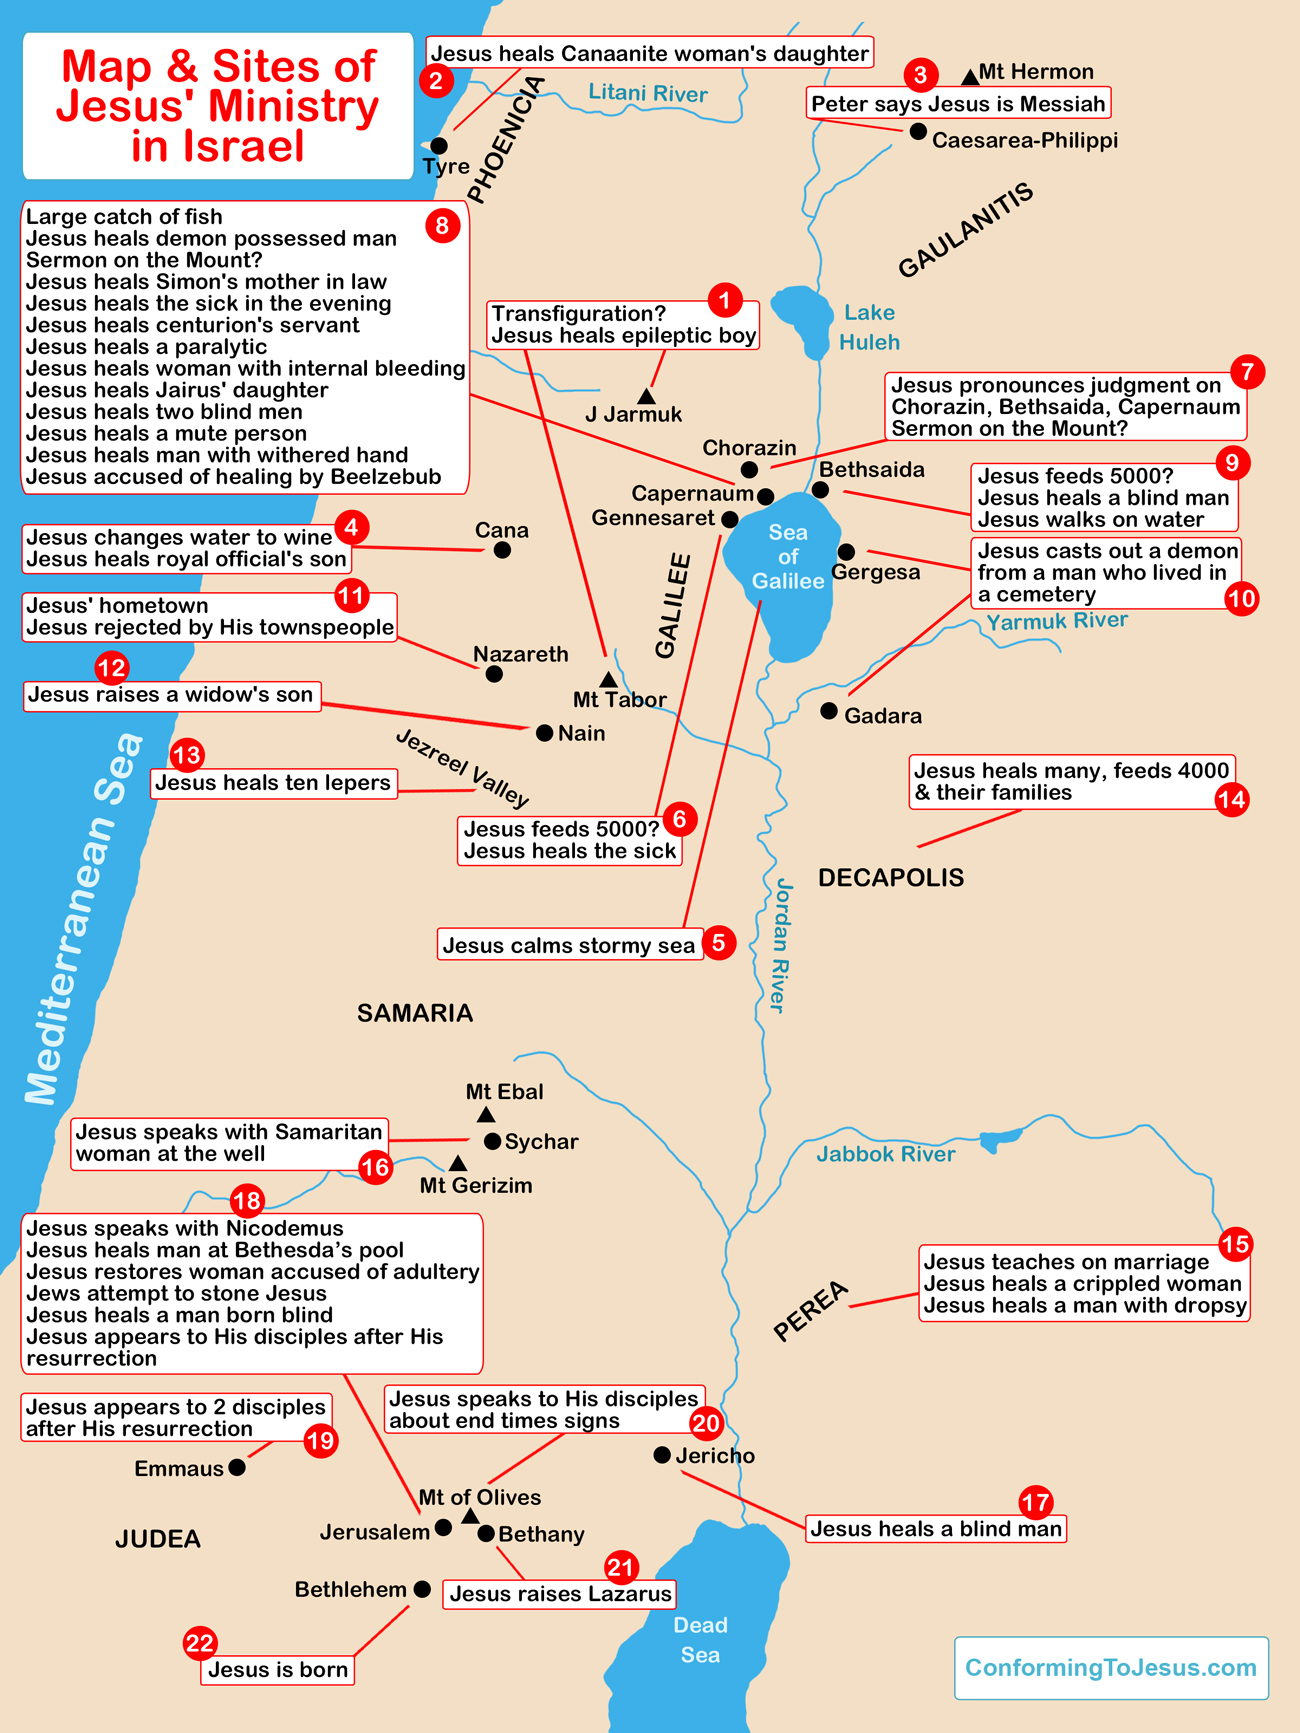 Map & Sites of
Jesus' Ministry
in Israel
Jesus heals Canaanite woman's daughter
2
Litani River
3
Mt Hermon
Peter says Jesus is Messiah
Caesarea-Philippi
Tyre
PHOENICIA
GAULANITIS
8
Large catch of fish
Jesus heals demon possessed man
Sermon on the Mount?
Jesus heals Simon's mother in law
Jesus heals the sick in the evening
Jesus heals centurion's servant
Jesus heals a paralytic
Jesus heals woman with internal bleeding
Jesus heals Jairus' daughter
Jesus heals two blind men
Jesus heals a mute person
Jesus heals man with withered hand
Jesus accused of healing by Beelzebub
1
Transfiguration?
Jesus heals epileptic boy
J Jarmuk
Lake
Huleh
7
Jesus pronounces judgment on
Chorazin, Bethsaida, Capernaum
Sermon on the Mount?
Chorazin
Bethsaida
Capernaum
Gennesaret
9
Jesus feeds 5000?
Jesus heals a blind man
Jesus walks on water
Sea
of
Galilee
Gergesa
Jesus casts out a demon
from a man who lived in
a cemetery
10
Yarmuk River
4
Jesus changes water to wine
Jesus heals royal official's son
Cana
GALILEE
11
Jesus' hometown
Jesus rejected by His townspeople
Nazareth
12
Jesus raises a widow's son
Mt Tabor
Nain
Gadara
Jezreel Valley
13
Jesus heals ten lepers
Mediterranean Sea
6
Jesus feeds 5000?
Jesus heals the sick
Jesus heals many, feeds 4000
& their families
14
DECAPOLIS
Jordan River
Jesus calms stormy sea
5
SAMARIA
Mt Ebal
Jesus speaks with Samaritan
woman at the well
16
Sychar
Mt Gerizim
Jabbok River
18
Jesus speaks with Nicodemus
Jesus heals man at Bethesda's pool
Jesus restores woman accused of adultery
Jews attempt to stone Jesus
Jesus heals a man born blind
Jesus appears to His disciples after His
resurrection
15
Jesus teaches on marriage
Jesus heals a crippled woman
Jesus heals a man with dropsy
PEREA
Jesus appears to 2 disciples
after His resurrection
19
Emmaus
Jesus speaks to His disciples
about end times signs
20
Jericho
Mt of Olives
Jerusalem
Bethany
17
Jesus heals a blind man
JUDEA
21
Jesus raises Lazarus
Bethlehem
22
Jesus is born
Dead
Sea
ConformingToJesus.com